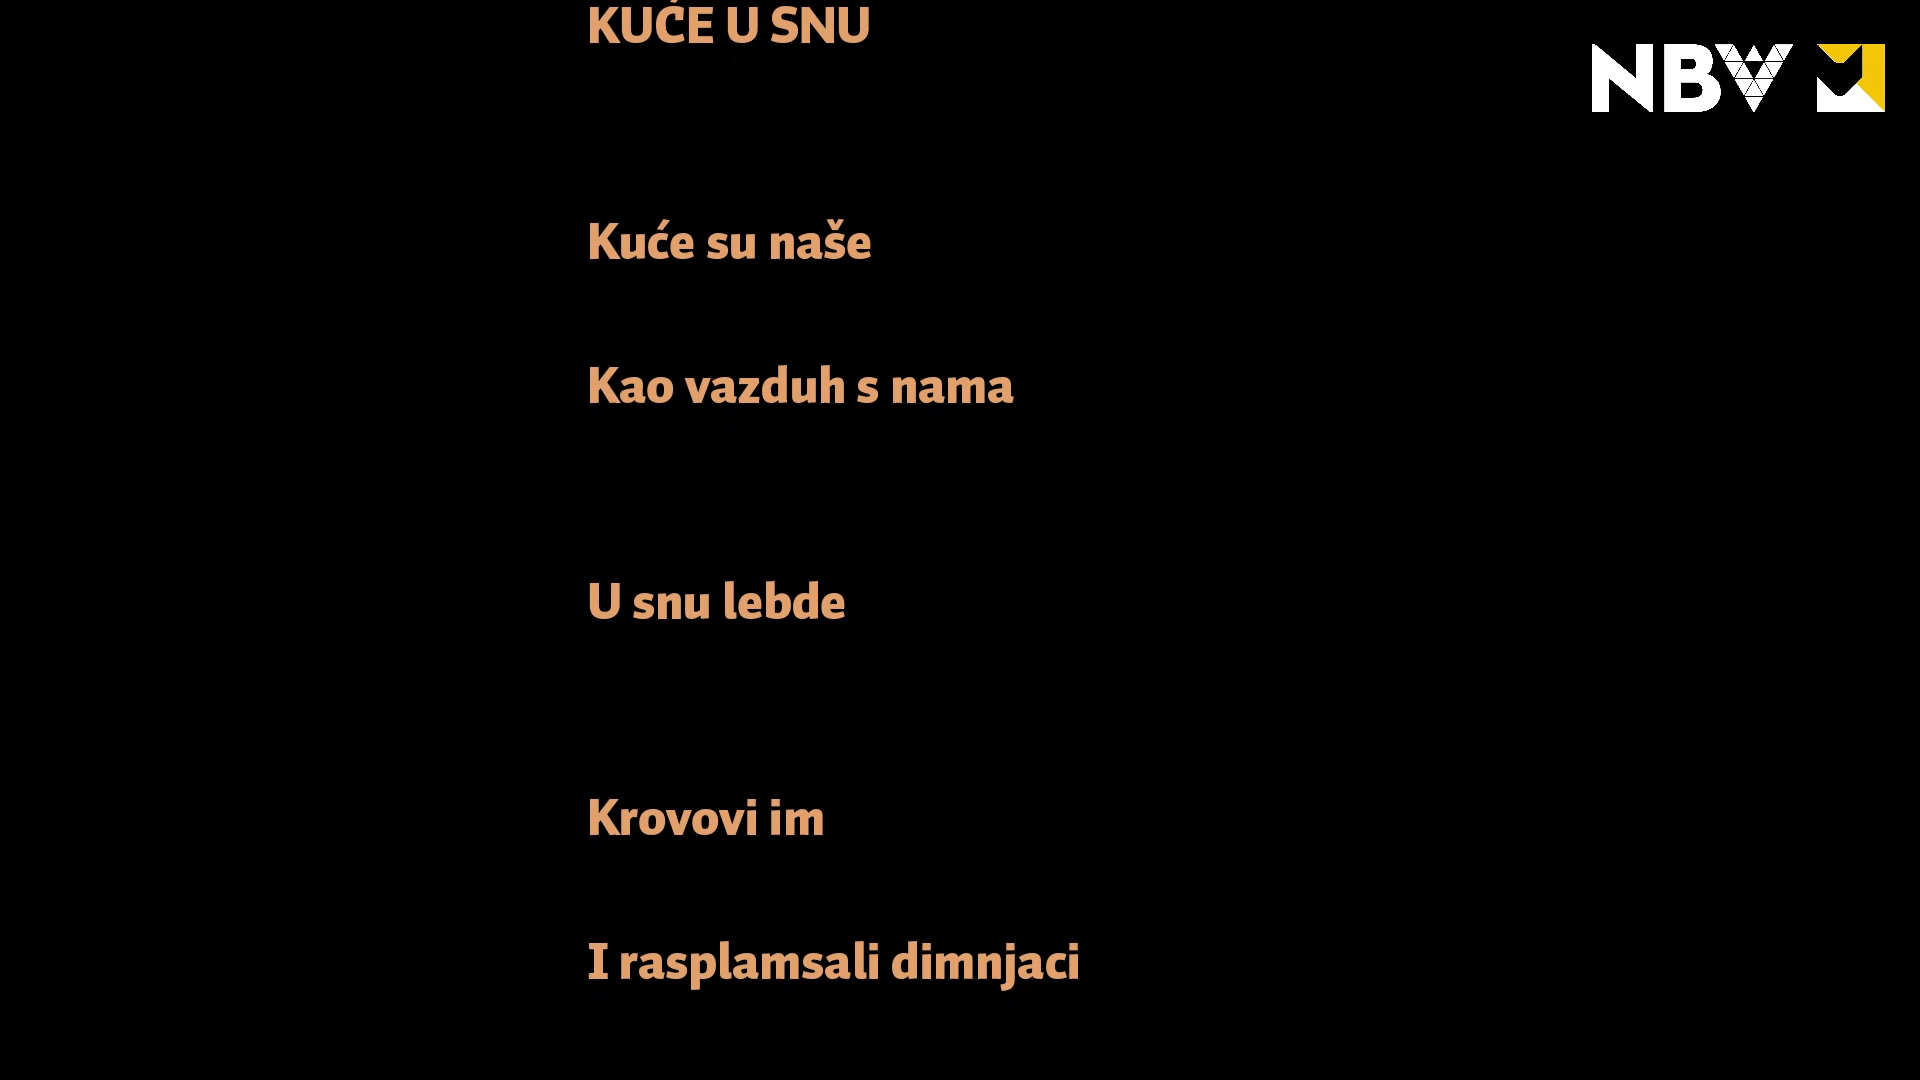 KUĆE U SNU
NBV
Kuće su naše
Kao vazduh s nama
U snu lebde
Krovovi im
I rasplamsali dimnjaci